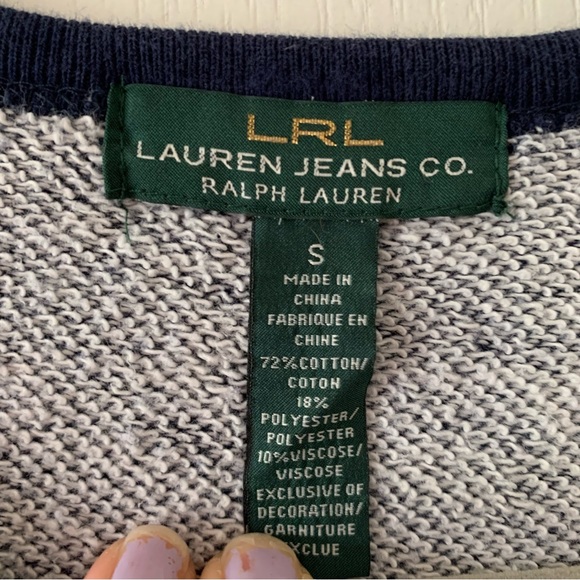 LRL
LAUREN JEANS CO.
RALPH LAUREN
S
MADE IN
CHINA
FABRIQUE EN
CHINE
72%COTTON/
COTON
18%
POLYESTER/
POLYESTER
10%VISCOSE/
VISCOSE
EXCLUSIVE OF
DECORATION/
GARNITURE
EXCLUE